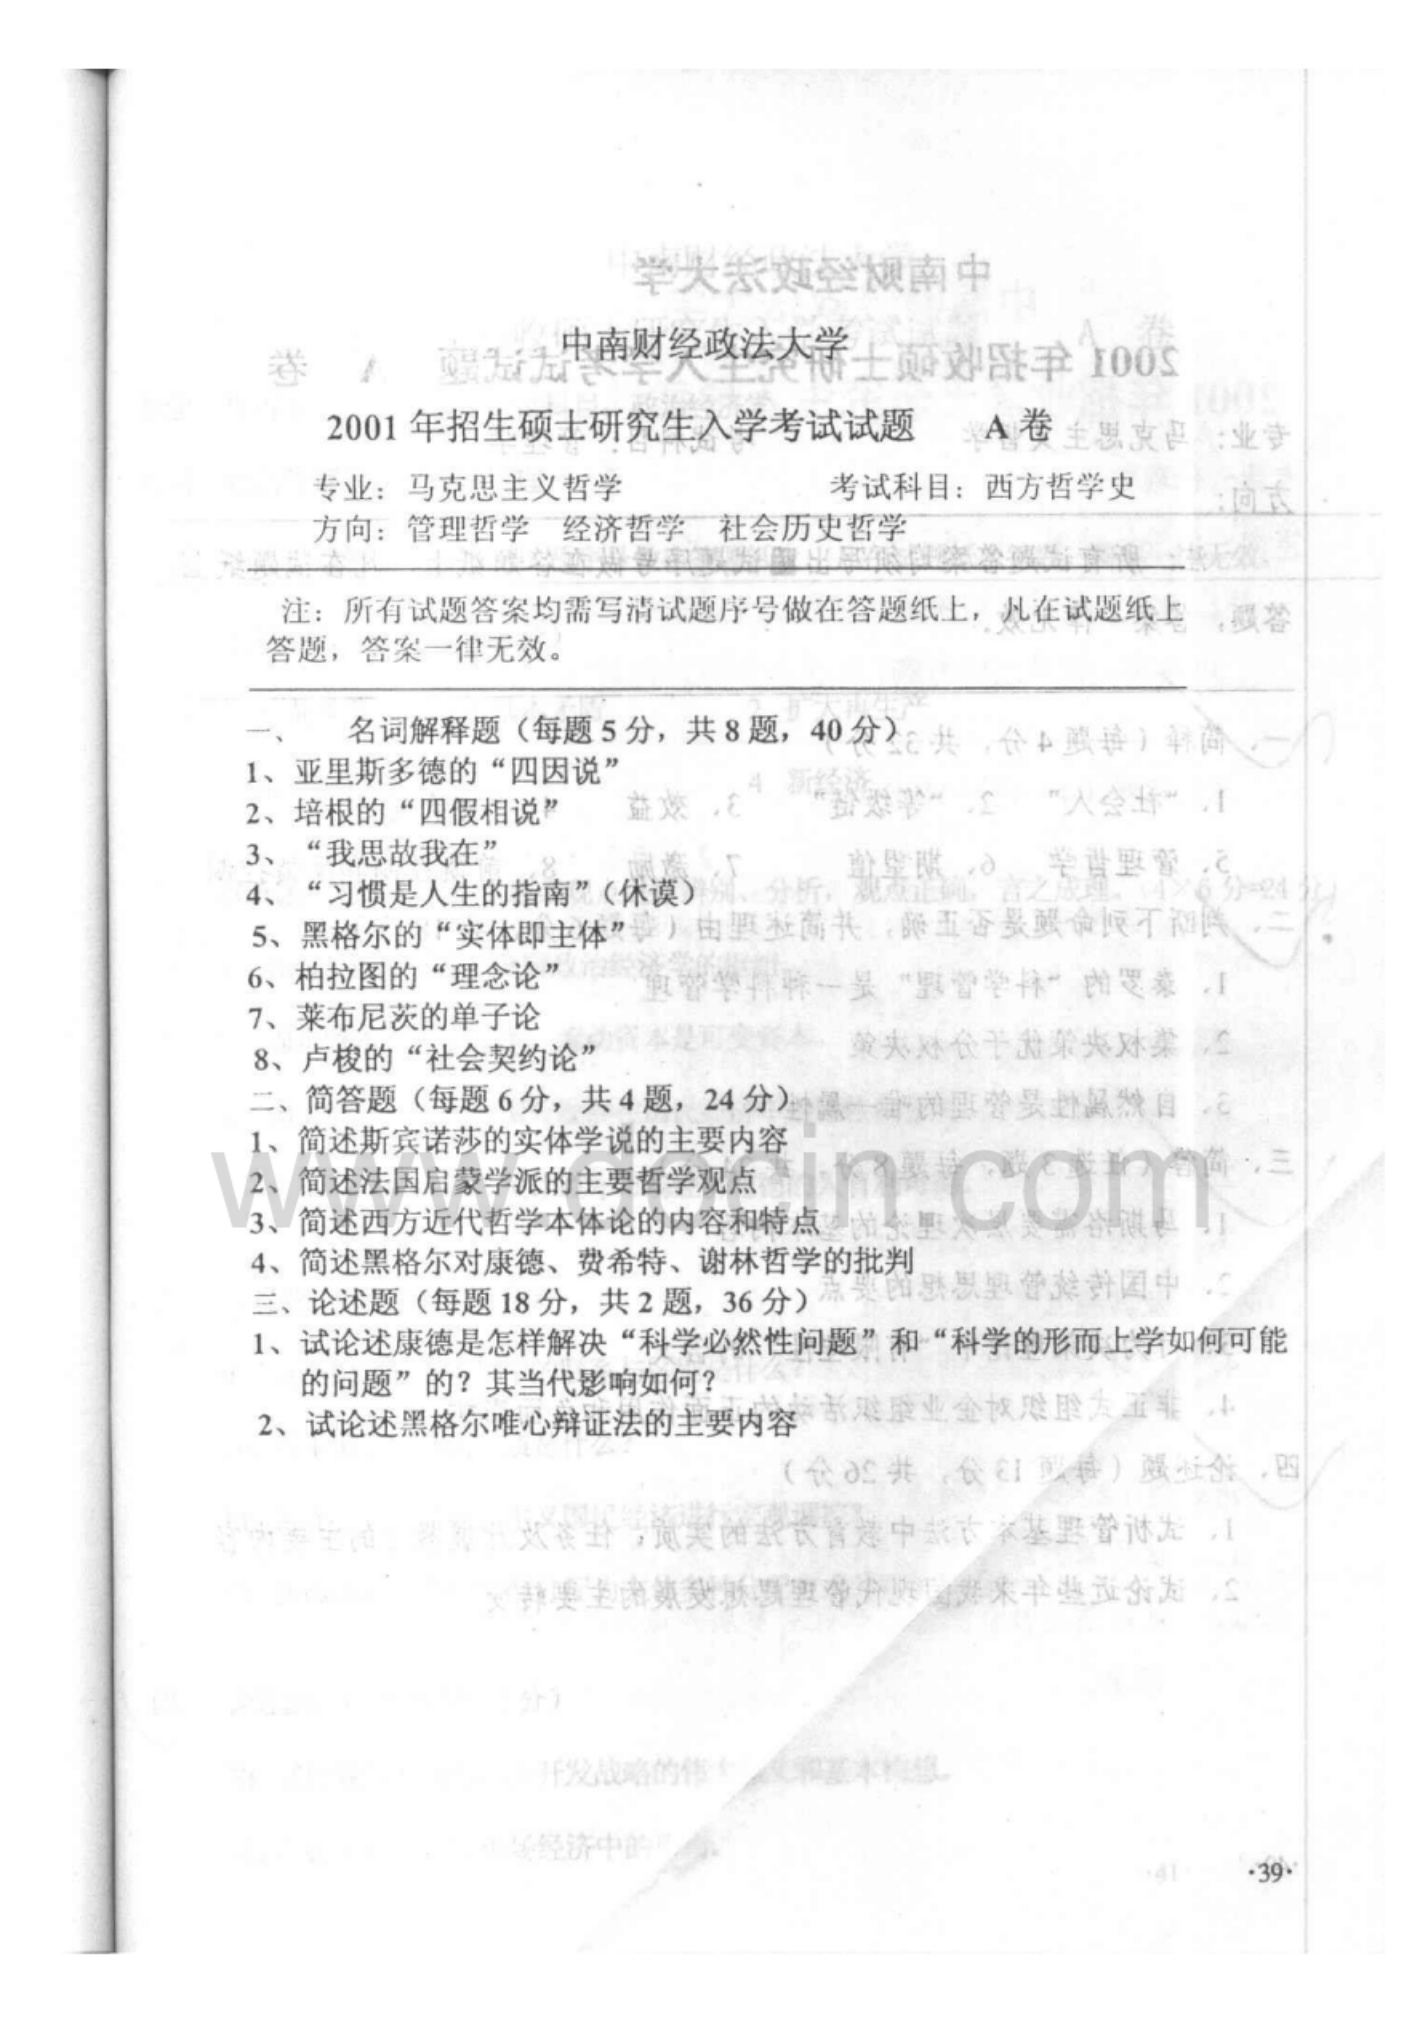 中南财经政法大学
2001 年招生硕士研究生入学考试试题 A 卷
专业：马克思主义哲学 考试科目：西方哲学史
方向：管理哲学 经济哲学 社会历史哲学
注：所有试题答案均需写清试题序号做在答题纸上，凡在试题纸上
答题，答案一律无效。
一、 名词解释题（每题 5 分，共 8 题，40 分）
1、亚里斯多德的“四因说”
2、培根的“四假相说”
3、“我思故我在”
4、“习惯是人生的指南”（休谟）
5、黑格尔的“实体即主体”
6、柏拉图的“理念论”
7、莱布尼茨的单子论
8、卢梭的“社会契约论”
二、简答题（每题 6 分，共 4 题，24 分）
1、简述斯宾诺莎的实体学说的主要内容
2、简述法国启蒙学派的主要哲学观点
3、简述西方近代哲学本体论的内容和特点
4、简述黑格尔对康德、费希特、谢林哲学的批判
三、论述题（每题 18 分，共 2 题，36 分）
1、试论述康德是怎样解决“科学必然性问题”和“科学的形而上学如何可能
的问题”的？其当代影响如何？
2、试论述黑格尔唯心辩证法的主要内容
www.docin.com
·39·